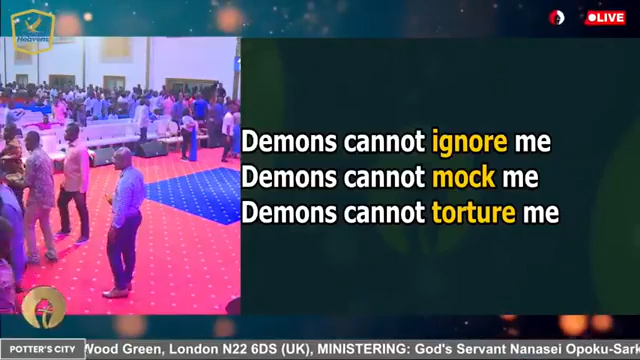 Heavens
LIVE
Demons cannot ignore me
Demons cannot mock me
Demons cannot torture me
POTTER'S CITY
Wood Green, London N22 6DS (UK), MINISTERING: God's Servant Nanasei Opoku-Sark